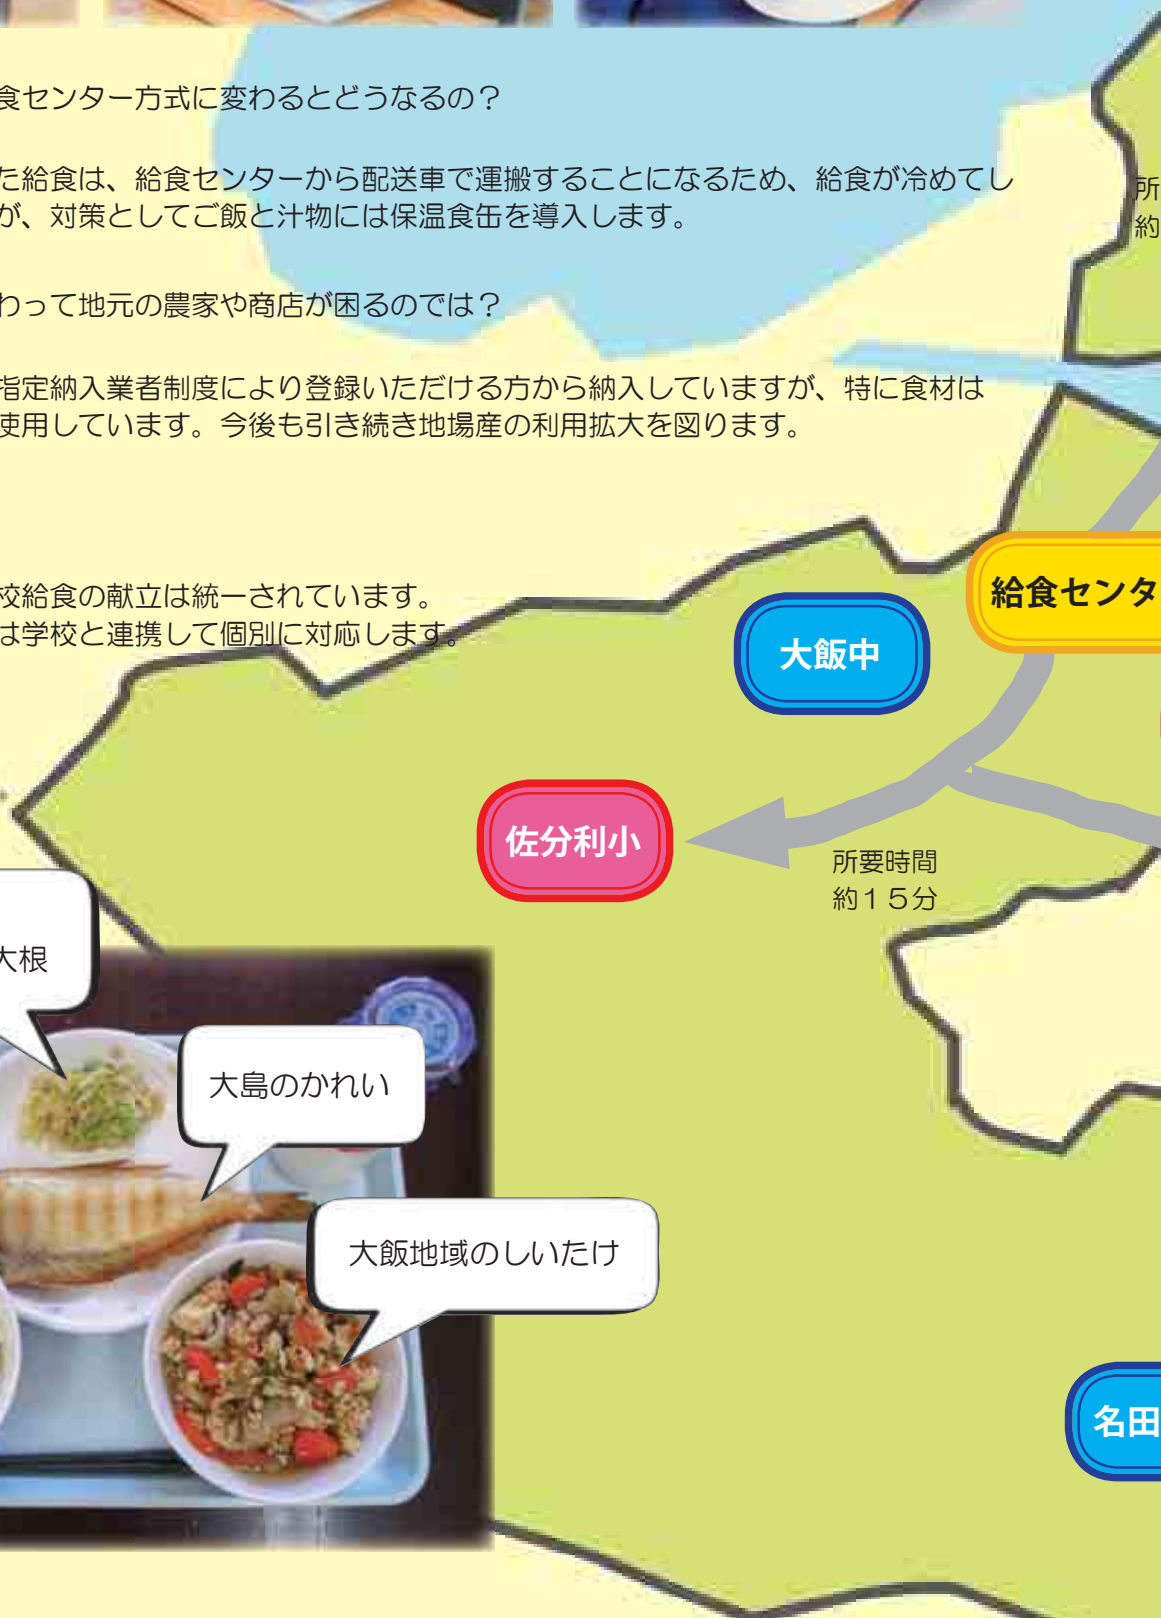 食センター方式に変わるとどうなるの？
た給食は、給食センターから配送車で運搬することになるため、給食が冷めてし
が、対策としてご飯と汁物には保温食缶を導入します。
わって地元の農家や商店が困るのでは？
指定納入業者制度により登録いただける方から納入していますが、特に食材は
使用しています。今後も引き続き地場産の利用拡大を図ります。
校給食の献立は統一されています。
は学校と連携して個別に対応します。
所
約
給食センタ
大飯中
佐分利小
所要時間
約１５分
大根
大島のかれい
大飯地域のしいたけ
名田